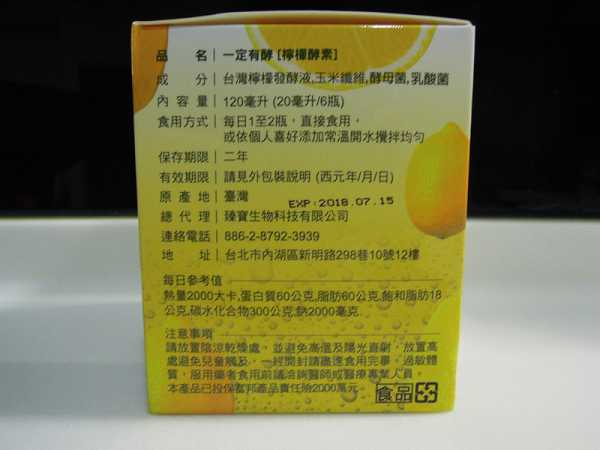 品名｜一定有酵 [檸檬酵素]
成分｜台灣檸檬發酵液,玉米纖維,酵母菌,乳酸菌
內容量｜120毫升 (20毫升/6瓶)
食用方式｜每日1至2瓶，直接食用，
或依個人喜好添加常溫開水攪拌均勻
保存期限｜二年
有效期限｜請見外包裝說明 (西元年/月/日)
原產地｜臺灣
EXP:2018.07.15
總代理｜臻寶生物科技有限公司
連絡電話｜886-2-8792-3939
地址｜台北市內湖區新明路298巷10號12樓
每日參考值
熱量2000大卡,蛋白質60公克,脂肪60公克,飽和脂肪18
公克,碳水化合物300公克,鈉2000毫克.
注意事項
請放置陰涼乾燥處，並避免高溫及陽光直射，放置高
處避免兒童觸及，一經開封請盡速食用完畢，過敏體
質，服用藥者食用前請洽詢醫師或醫療專業人員。
本產品已投保富邦產品責任險2000萬元.
食品